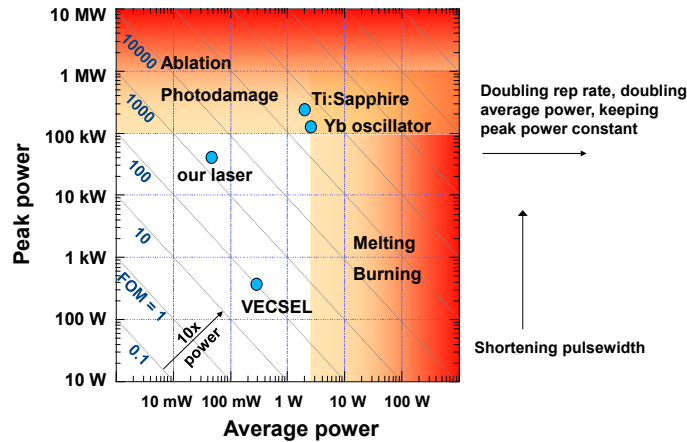 10 MW
1 MW
100 kW
10 kW
1 kW
100 W
10 W
Peak power
10000
1000
100
10
FOM = 1
0.1
Ablation
Photodamage
Ti:Sapphire
Yb oscillator
our laser
VECSEL
Melting
Burning
10x
power
10 mW
100 mW
1 W
10 W
100 W
Average power
Doubling rep rate, doubling
average power, keeping
peak power constant
Shortening pulsewidth